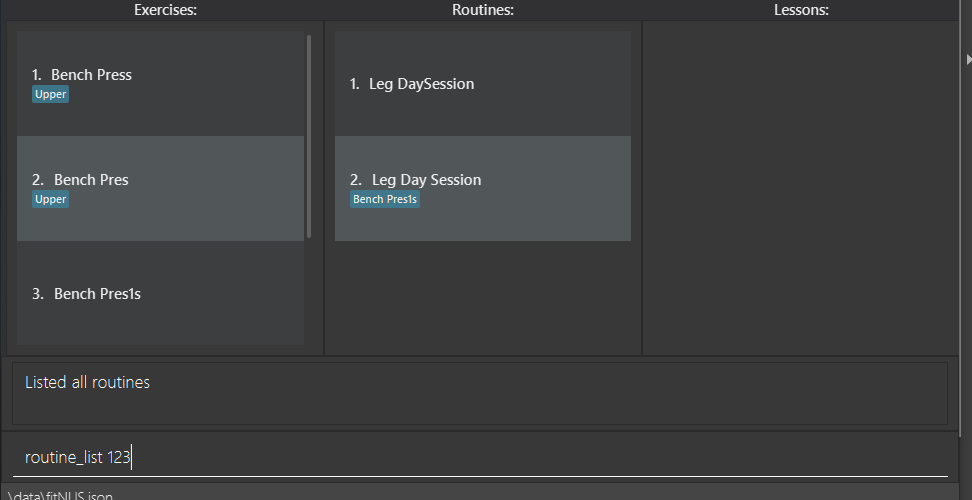 Exercises:
Routines:
Lessons:
1. Bench Press
Upper
2. Bench Pres
Upper
3. Bench Pres1s
1. Leg DaySession
2. Leg Day Session
Bench Pres1s
Listed all routines
routine_list 123
\data\fitNUS.json